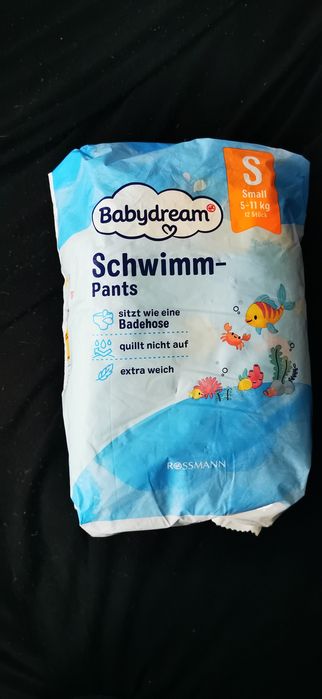 S
Small
5-11 kg
12 Stück
Babydream
Schwimm-
Pants
sitzt wie eine
Badehose
quillt nicht auf
extra weich
ROSSMANN